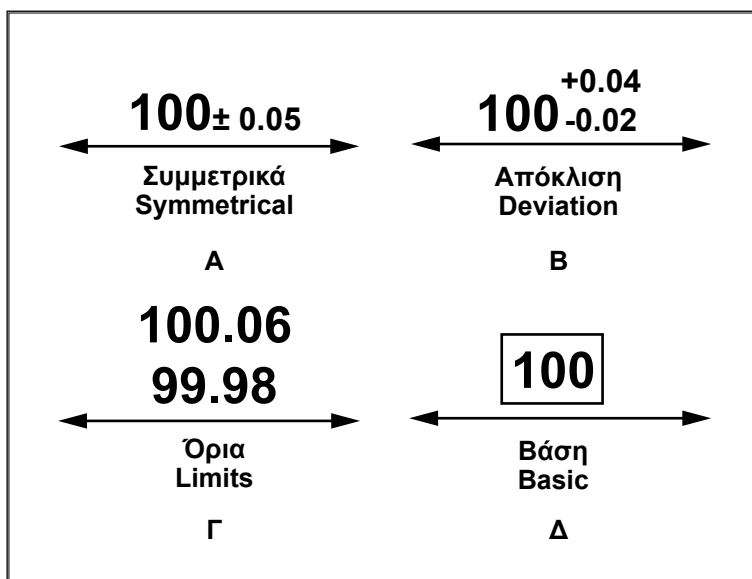 100± 0.05
Συμμετρικά
Symmetrical
Α
+0.04
100 -0.02
Απόκλιση
Deviation
Β
100.06
99.98
Όρια
Limits
Γ
100
Βάση
Basic
Δ